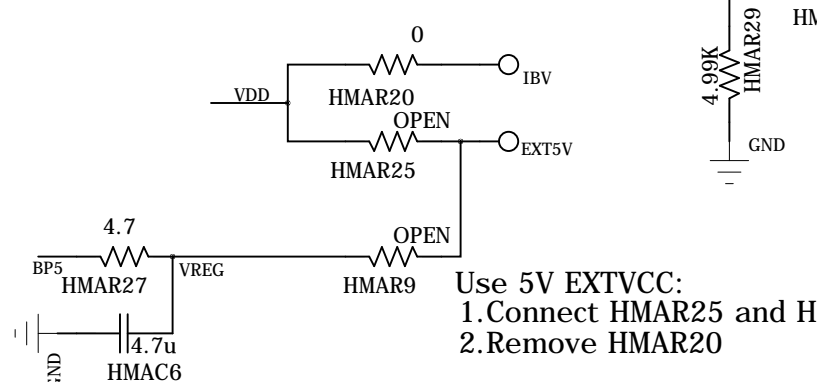 0
HMAR20
IBV
VDD
OPEN
HMAR25
EXT5V
4.99K
HMAR29
GND
4.7
BP5
HMAR27
VREG
OPEN
HMAR9
4.7u
HMAC6
Use 5V EXTVCC:
1.Connect HMAR25 and H
2.Remove HMAR20